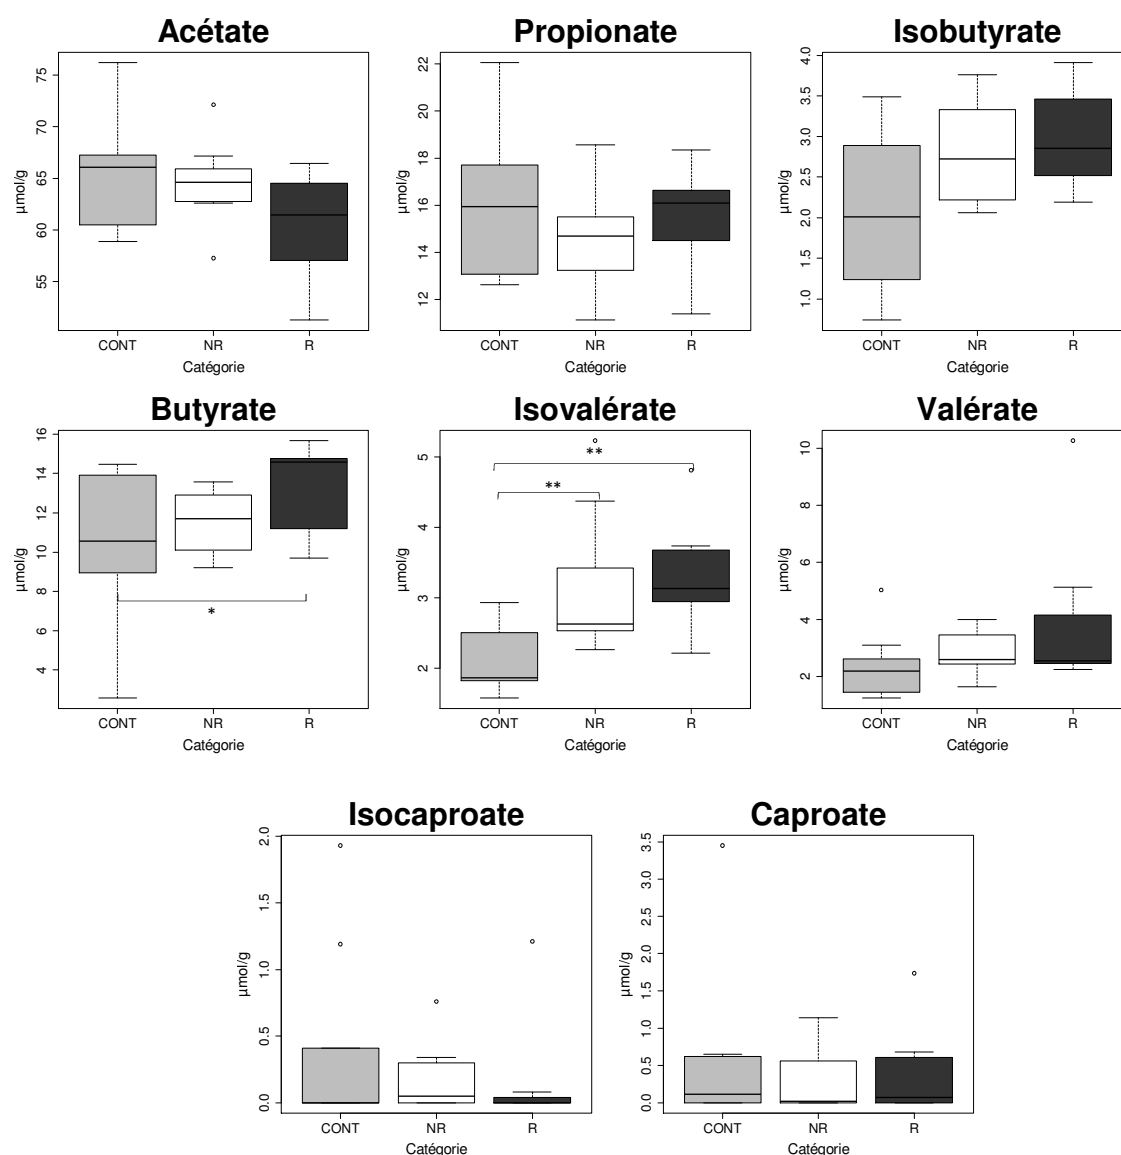 Acétate
75
70
65
60
55
µmol/g
CONT NR R
Catégorie
Propionate
22
20
18
16
14
12
µmol/g
CONT NR R
Catégorie
Isobutyrate
4.0
3.5
3.0
2.5
2.0
1.5
1.0
µmol/g
CONT NR R
Catégorie
Butyrate
16
14
12
10
8
6
4
µmol/g
*
CONT NR R
Catégorie
Isovalérate
5
4
3
2
µmol/g
**
**
CONT NR R
Catégorie
Valérate
10
8
6
4
2
µmol/g
CONT NR R
Catégorie
Isocaproate
2.0
1.5
1.0
0.5
0.0
µmol/g
CONT NR R
Catégorie
Caproate
3.5
3.0
2.5
2.0
1.5
1.0
0.5
0.0
µmol/g
CONT NR R
Catégorie